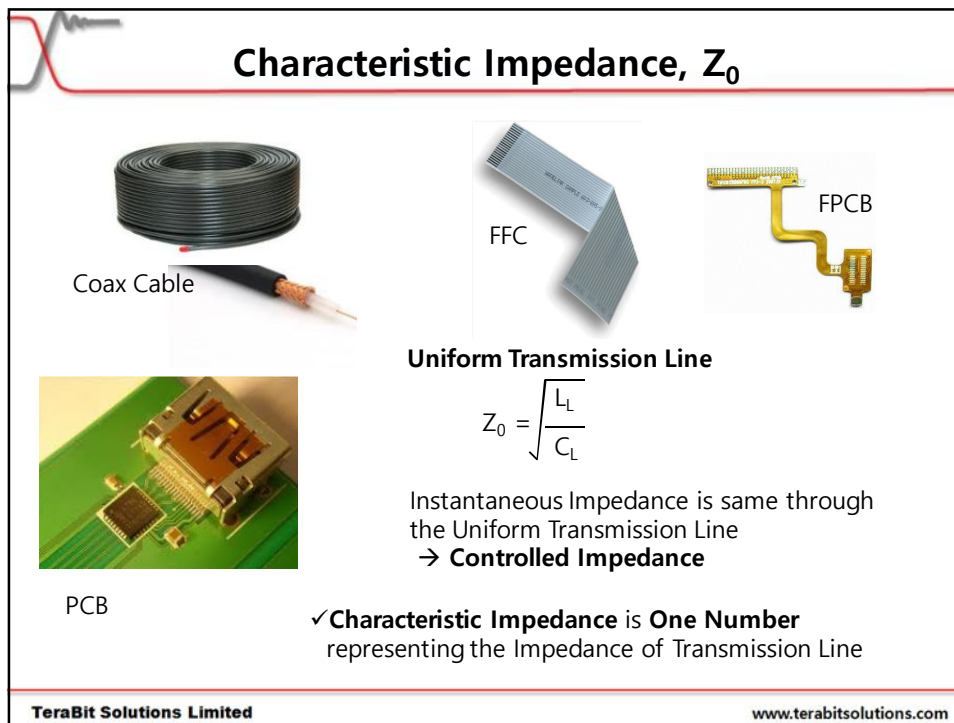 Characteristic Impedance, Z₀
Coax Cable
FFC
FPCB
Uniform Transmission Line
Z₀ = √(L_L / C_L)
Instantaneous Impedance is same through
the Uniform Transmission Line
→ Controlled Impedance
PCB
✓Characteristic Impedance is One Number
representing the Impedance of Transmission Line
TeraBit Solutions Limited
www.terabitsolutions.com